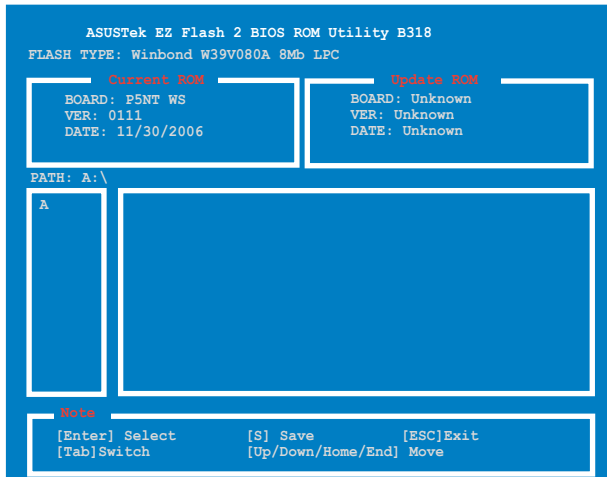 ASUSTek EZ Flash 2 BIOS ROM Utility B318
FLASH TYPE: Winbond W39V080A 8Mb LPC
Current ROM
BOARD: P5NT WS
VER: 0111
DATE: 11/30/2006
Update ROM
BOARD: Unknown
VER: Unknown
DATE: Unknown
PATH: A:\
A
Note
[Enter] Select [S] Save [ESC]Exit
[Tab]Switch [Up/Down/Home/End] Move